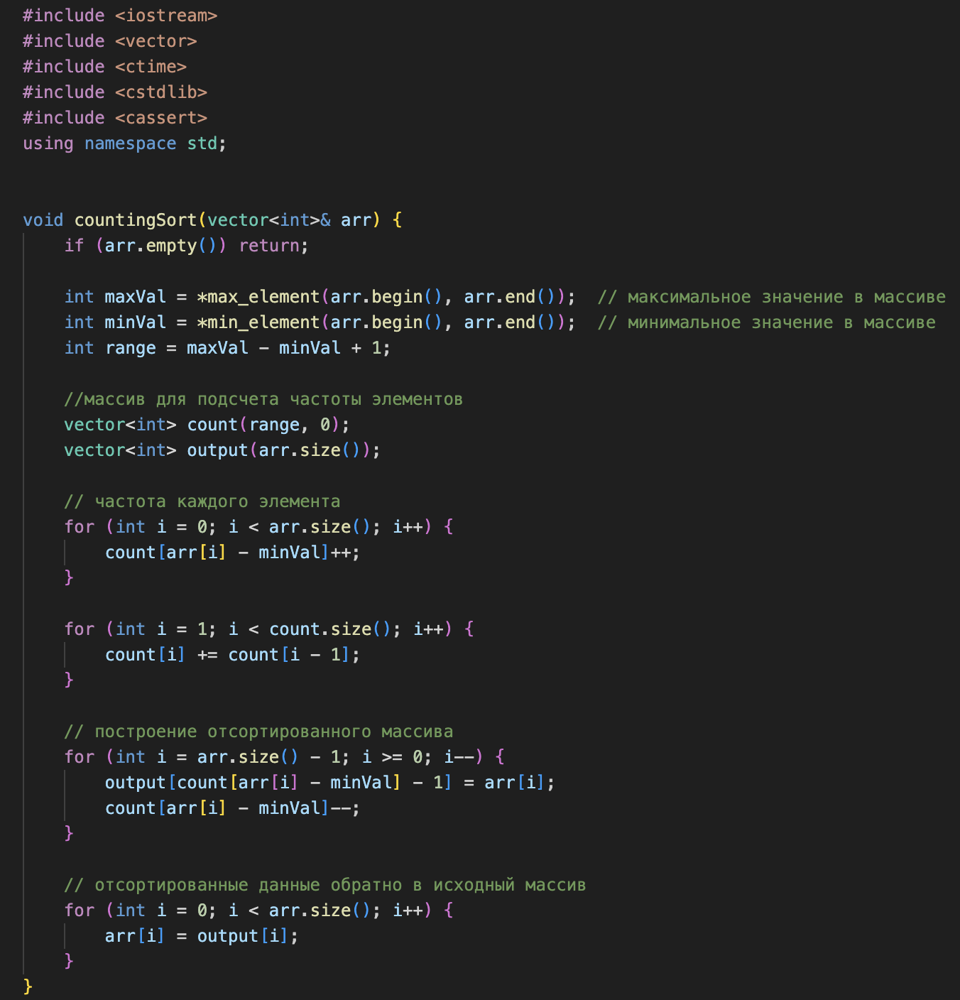 #include <iostream>
#include <vector>
#include <ctime>
#include <cstdlib>
#include <cassert>
using namespace std;
void countingSort(vector<int>& arr) {
    if (arr.empty()) return;
    int maxVal = *max_element(arr.begin(), arr.end());  // максимальное значение в массиве
    int minVal = *min_element(arr.begin(), arr.end());  // минимальное значение в массиве
    int range = maxVal - minVal + 1;
    //массив для подсчета частоты элементов
    vector<int> count(range, 0);
    vector<int> output(arr.size());
    // частота каждого элемента
    for (int i = 0; i < arr.size(); i++) {
        count[arr[i] - minVal]++;
    }
    for (int i = 1; i < count.size(); i++) {
        count[i] += count[i - 1];
    }
    // построение отсортированного массива
    for (int i = arr.size() - 1; i >= 0; i--) {
        output[count[arr[i] - minVal] - 1] = arr[i];
        count[arr[i] - minVal]--;
    }
    // отсортированные данные обратно в исходный массив
    for (int i = 0; i < arr.size(); i++) {
        arr[i] = output[i];
    }
}